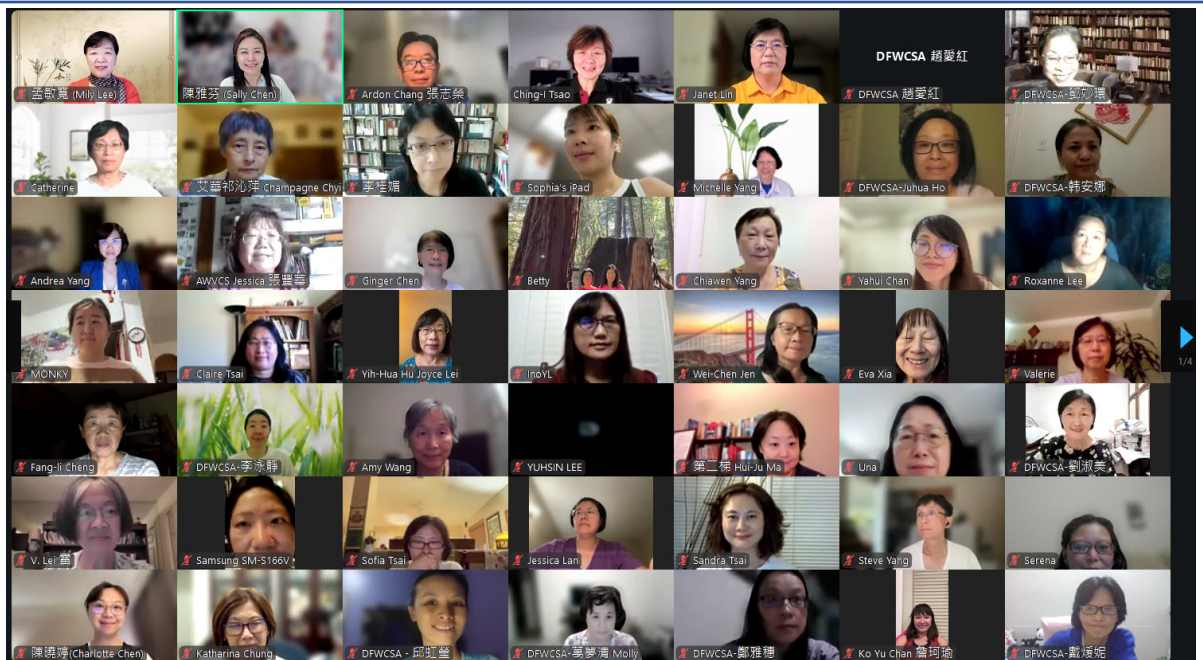 孟敏寬 (Mily Lee)
陳雅芬 (Sally Chen)
Ardon Chang 張志榮
Ching-I Tsao
Janet Lin
DFWCSA 趙愛紅
DFWCSA 趙愛紅
DFWCSA-鄒妙環
Catherine
艾華祁沁萍 Champagne Chyi
李桂媚
Sophia's iPad
Michelle Yang
DFWCSA-Juhua Ho
DFWCSA-韩安娜
Andrea Yang
AWVCS Jessica 張豐華
Ginger Chen
Betty
Chiawen Yang
Yahui Chan
Roxanne Lee
MONKY
Claire Tsai
Yih-Hua Hu Joyce Lei
InoYL
Wei-Chen Jen
Eva Xia
Valerie
1/4
Fang-li Cheng
DFWCSA-李泳靜
Amy Wang
YUHSIN LEE
第二梯 Hui-Ju Ma
Una
DFWCSA-劉淑美
V. Lei
Samsung SM-S166V
Sofia Tsai
Jessica Lan
Sandra Tsai
Steve Yang
Serena
陳曉婷(Charlotte Chen)
Katharina Chung
DFWCSA - 邱虹瑩
DFWCSA-萬夢濤 Molly
DFWCSA-鄭雅穗
Ko Yu Chan 詹珂瑜
DFWCSA-戴煖妮